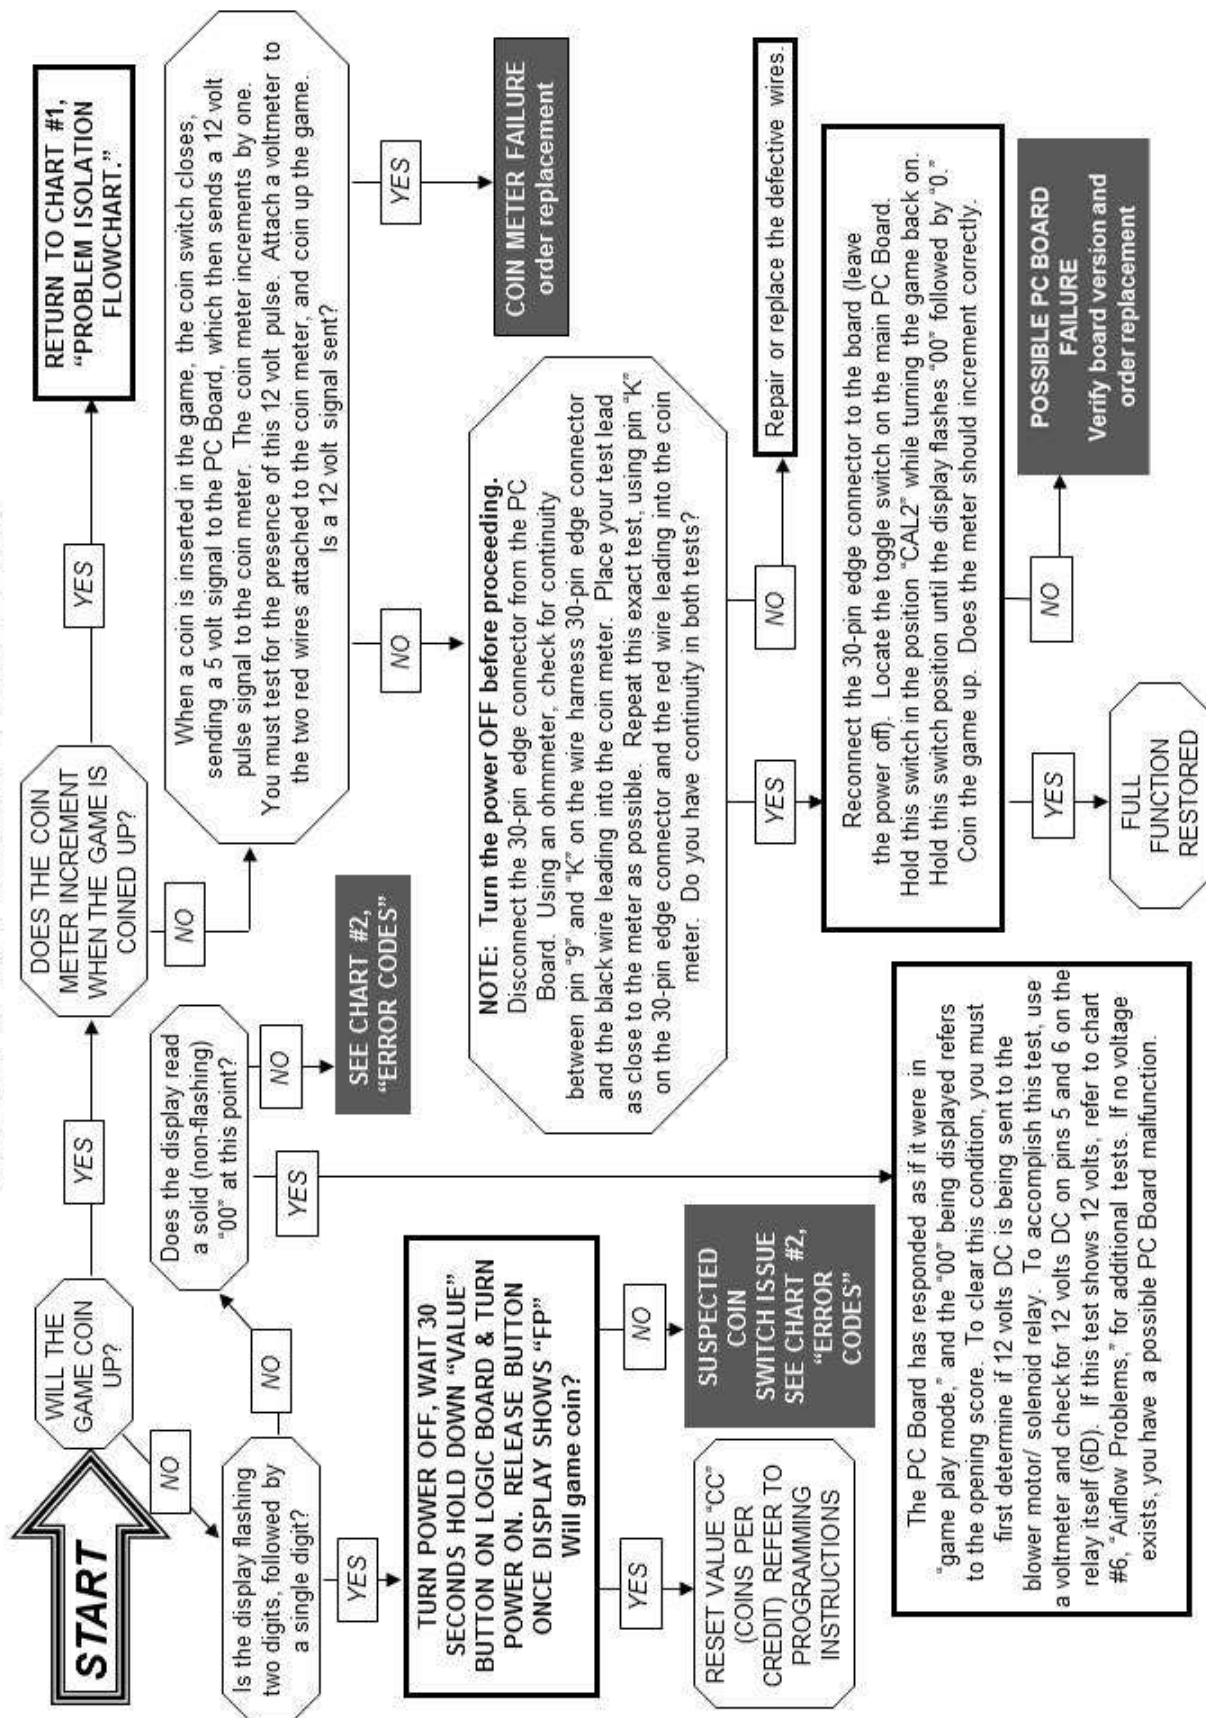 START
WILL THE
GAME COIN
UP?
YES
NO
DOES THE COIN
METER INCREMENT
WHEN THE GAME IS
COINED UP?
YES
RETURN TO CHART #1,
“PROBLEM ISOLATION
FLOWCHART.”
NO
When a coin is inserted in the game, the coin switch closes,
sending a 5 volt signal to the PC Board, which then sends a 12 volt
pulse signal to the coin meter. The coin meter increments by one.
You must test for the presence of this 12 volt pulse. Attach a voltmeter to
the two red wires attached to the coin meter, and coin up the game.
Is a 12 volt signal sent?
YES
COIN METER FAILURE
order replacement
NO
NOTE: Turn the power OFF before proceeding.
Disconnect the 30-pin edge connector from the PC
Board. Using an ohmmeter, check for continuity
between pin “9” and “K” on the wire harness 30-pin edge connector
and the black wire leading into the coin meter. Place your test lead
as close to the meter as possible. Repeat this exact test, using pin “K”
on the 30-pin edge connector and the red wire leading into the coin
meter. Do you have continuity in both tests?
NO
Repair or replace the defective wires.
YES
Reconnect the 30-pin edge connector to the board (leave
the power off). Locate the toggle switch on the main PC Board.
Hold this switch in the position “CAL2” while turning the game back on.
Hold this switch position until the display flashes “00” followed by “0.”
Coin the game up. Does the meter should increment correctly.
NO
POSSIBLE PC BOARD
FAILURE
Verify board version and
order replacement
YES
FULL
FUNCTION
RESTORED
Is the display flashing
two digits, followed by
a single digit?
NO
Does the display read
a solid (non-flashing)
“00” at this point?
NO
SEE CHART #2,
“ERROR CODES”
YES
The PC Board has responded as if it were in
“game play mode,” and the “00” being displayed refers
to the opening score. To clear this condition, you must
first determine if 12 volts DC is being sent to the
blower motor/ solenoid relay. To accomplish this test, use
a voltmeter and check for 12 volts DC on pins 5 and 6 on the
relay itself (6D). If this test shows 12 volts, refer to chart
#6, “Airflow Problems,” for additional tests. If no voltage
exists, you have a possible PC Board malfunction.
YES
TURN POWER OFF, WAIT 30
SECONDS HOLD DOWN “VALUE”
BUTTON ON LOGIC BOARD & TURN
POWER ON. RELEASE BUTTON
ONCE DISPLAY SHOWS “FP”
Will game coin?
NO
SUSPECTED
COIN
SWITCH ISSUE
SEE CHART #2,
“ERROR
CODES”
YES
RESET VALUE “CC”
(COINS PER
CREDIT) REFER TO
PROGRAMMING
INSTRUCTIONS